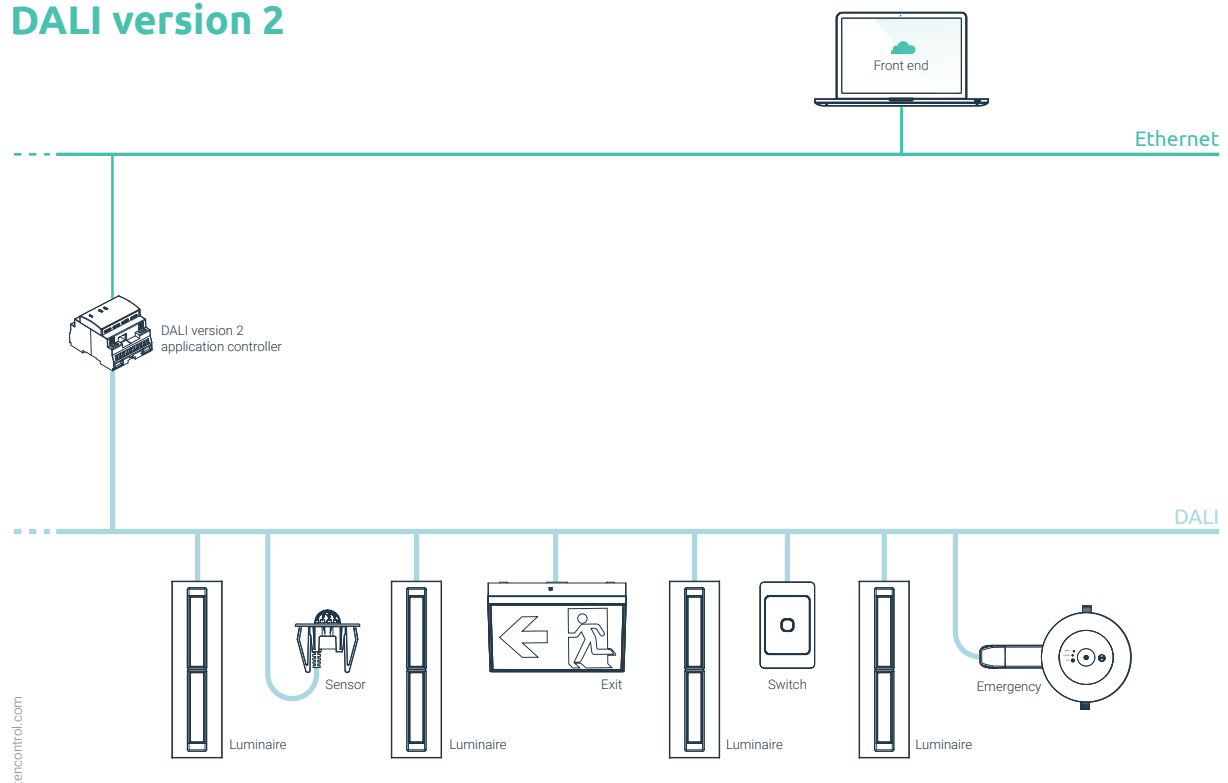 DALI version 2
Front end
Ethernet
DALI version 2
application controller
DALI
Sensor
Exit
Switch
Emergency
Luminaire
Luminaire
Luminaire
Luminaire